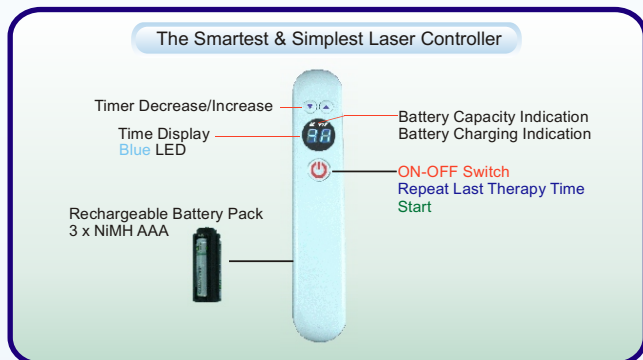 The Smartest & Simplest Laser Controller
Timer Decrease/Increase
Time Display
Blue LED
Battery Capacity Indication
Battery Charging Indication
ON-OFF Switch
Repeat Last Therapy Time
Start
Rechargeable Battery Pack
3 x NiMH AAA